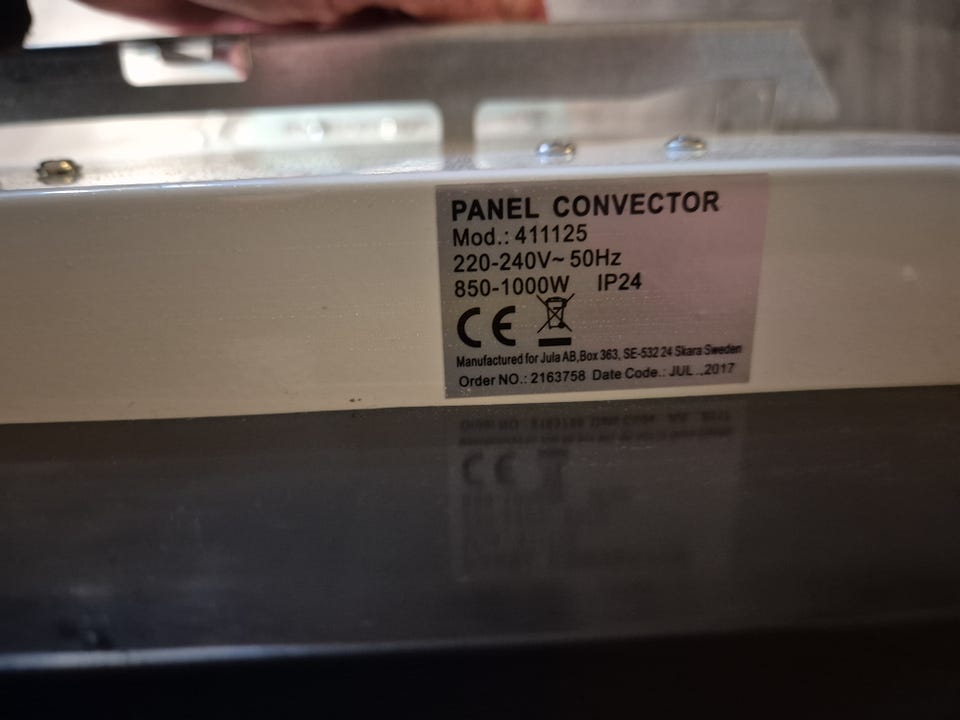 PANEL CONVECTOR
Mod.: 411125
220-240V~ 50Hz
850-1000W IP24
CE
Manufactured for Jula AB,Box 363, SE-532 24 Skara Sweden
Order NO.: 2163758 Date Code.: JUL .,2017